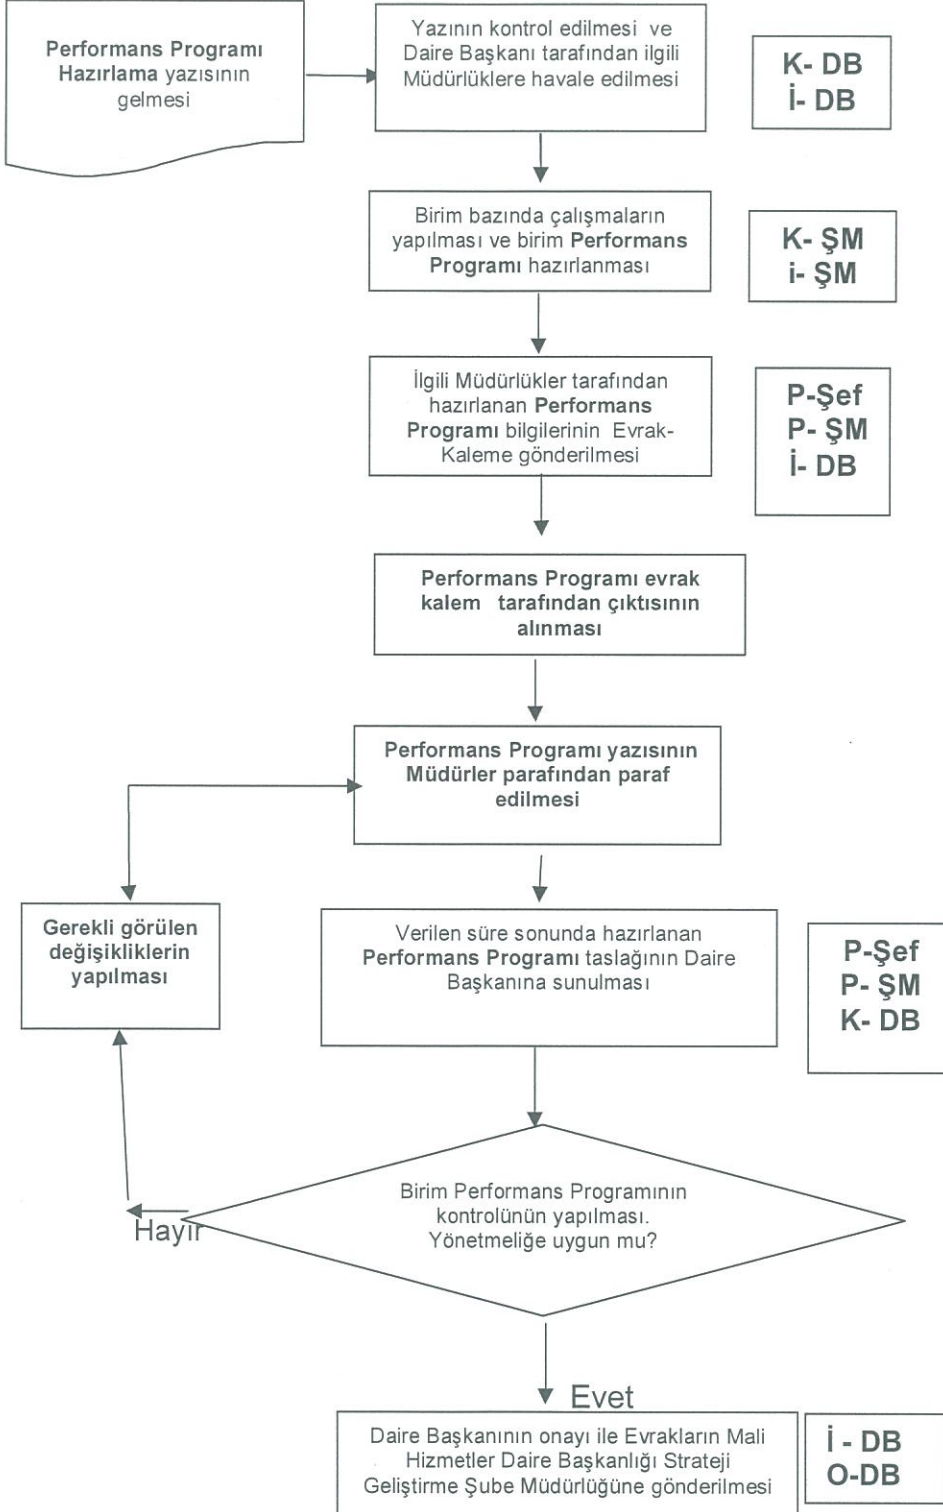 Performans Programı
Hazırlama yazısının
gelmesi
Yazının kontrol edilmesi ve
Daire Başkanı tarafından ilgili
Müdürlüklere havale edilmesi
K- DB
İ- DB
Birim bazında çalışmaların
yapılması ve birim Performans
Programı hazırlanması
K- ŞM
i- ŞM
İlgili Müdürlükler tarafından
hazırlanan Performans
Programı bilgilerinin Evrak-
Kaleme gönderilmesi
P-Şef
P- ŞM
İ- DB
Performans Programı evrak
kalem tarafından çıktısının
alınması
Performans Programı yazısının
Müdürler parafından paraf
edilmesi
Gerekli görülen
değişikliklerin
yapılması
Verilen süre sonunda hazırlanan
Performans Programı taslağının Daire
Başkanına sunulması
P-Şef
P- ŞM
K- DB
Birim Performans Programının
kontrolünün yapılması.
Yönetmeliğe uygun mu?
Hayır
Evet
Daire Başkanının onayı ile Evrakların Mali
Hizmetler Daire Başkanlığı Strateji
Geliştirme Şube Müdürlüğüne gönderilmesi
İ - DB
O-DB